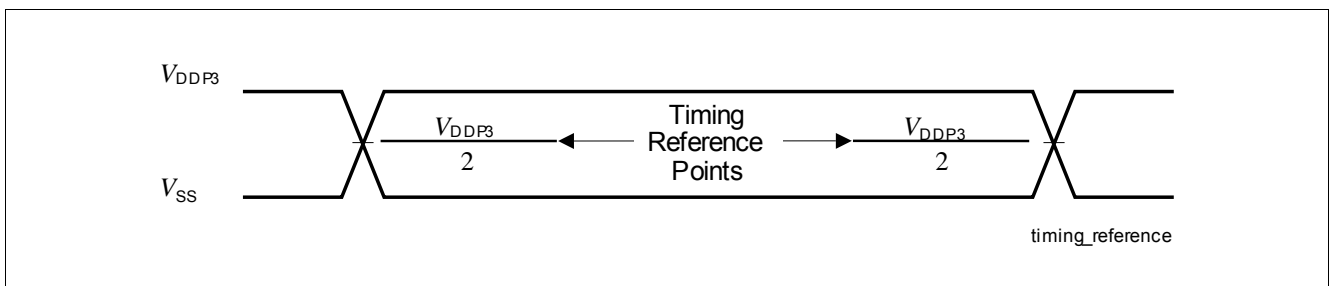 VDDP3
VDDP3
2
Timing
Reference
Points
VDDP3
2
VSS
timing_reference